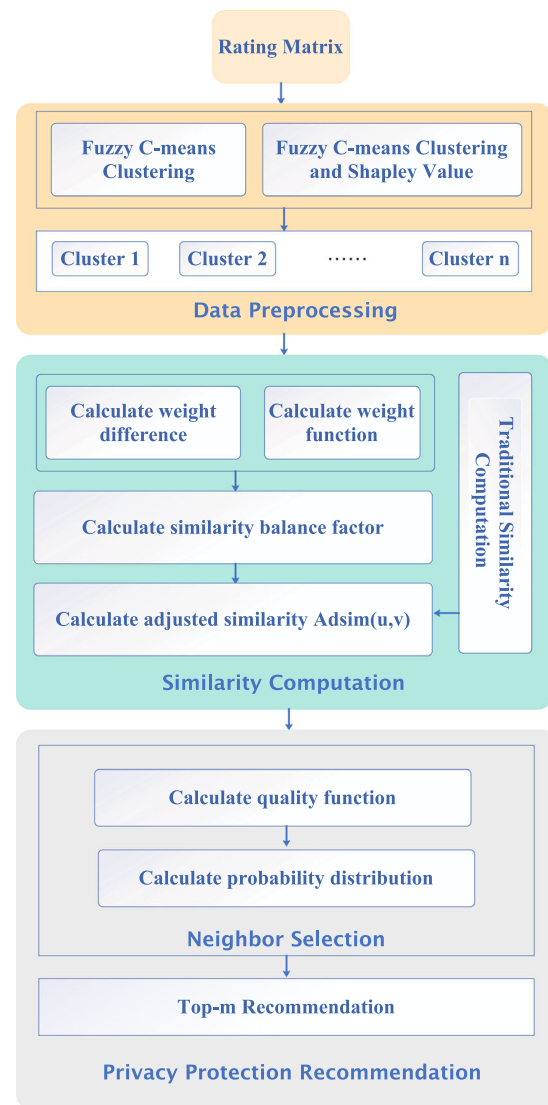 Rating Matrix
Fuzzy C-means
Clustering
Fuzzy C-means Clustering
and Shapley Value
Cluster 1
Cluster 2
······
Cluster n
Data Preprocessing
Calculate weight
difference
Calculate weight
function
Traditional Similarity
Computation
Calculate similarity balance factor
Calculate adjusted similarity Adsim(u,v)
Similarity Computation
Calculate quality function
Calculate probability distribution
Neighbor Selection
Top-m Recommendation
Privacy Protection Recommendation